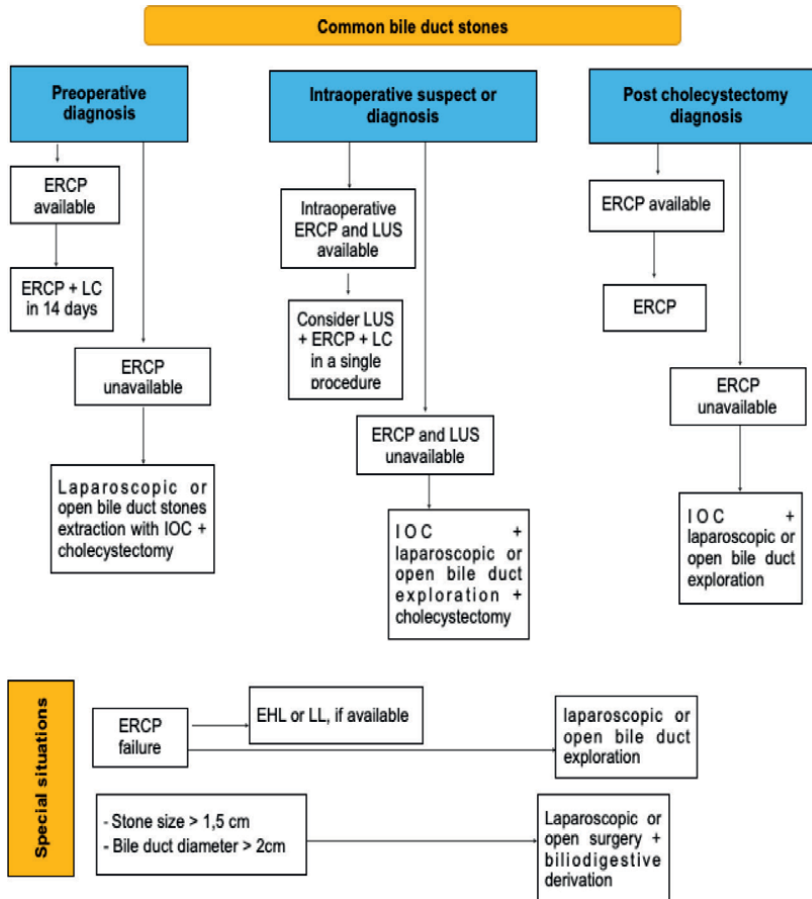 Common bile duct stones
Preoperative
diagnosis
ERCP
available
ERCP + LC
in 14 days
ERCP
unavailable
Laparoscopic or
open bile duct stones
extraction with IOC +
cholecystectomy
Intraoperative suspect or
diagnosis
Intraoperative
ERCP and LUS
available
Consider LUS
+ ERCP + LC
in a single
procedure
ERCP and LUS
unavailable
IOC +
laparoscopic or
open bile duct
exploration +
cholecystectomy
Post cholecystectomy
diagnosis
ERCP available
ERCP
ERCP
unavailable
IOC +
laparoscopic or
open bile duct
exploration
Special situations
ERCP
failure
EHL or LL, if available
laparoscopic or
open bile duct
exploration
- Stone size > 1,5 cm
- Bile duct diameter > 2cm
Laparoscopic or
open surgery +
biliodigestive
derivation